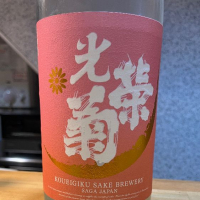 光栄菊
KOUEIGIKU SAKE BREWERY
SAGA JAPAN